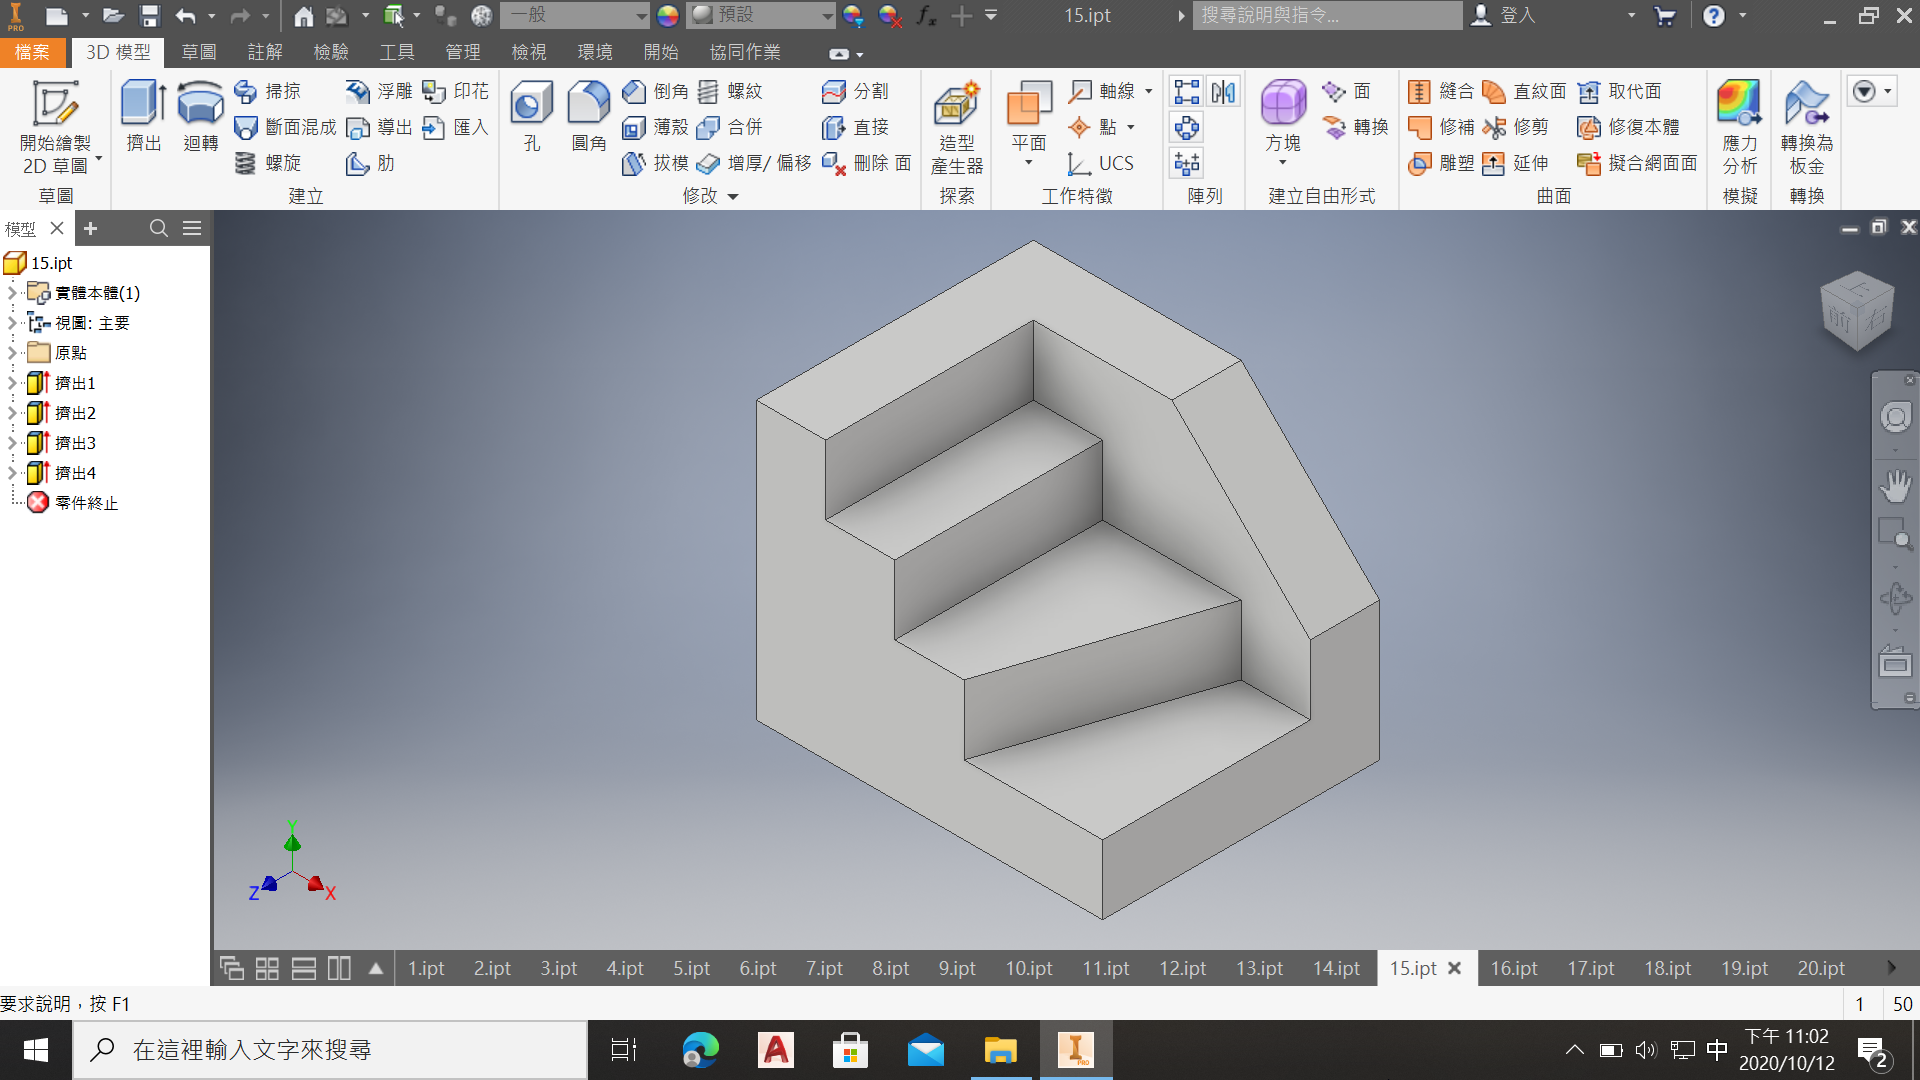 PRO 一般 預設 fx 15.ipt 搜尋說明與指令... 登入
檔案 3D 模型 草圖 註解 檢驗 工具 管理 檢視 環境 開始 協同作業
開始繪製
2D 草圖
草圖
擠出 迴轉 掃掠 斷面混成 螺旋 浮雕 導出 肋 印花 匯入
建立
孔 圓角 倒角 薄殼 拔模 螺紋 合併 增厚/ 偏移 分割 直接 刪除 面
修改
造型
產生器
探索
平面 軸線 點 UCS
工作特徵
陣列
方塊 面 轉換
建立自由形式
縫合 修補 雕塑 直紋面 修剪 延伸 取代面 修復本體 擬合網面面
曲面
應力
分析
模擬
轉換為
板金
轉換
模型
15.ipt
實體本體(1)
視圖: 主要
原點
擠出1
擠出2
擠出3
擠出4
零件終止
上
前 右
Y
Z X
1.ipt 2.ipt 3.ipt 4.ipt 5.ipt 6.ipt 7.ipt 8.ipt 9.ipt 10.ipt 11.ipt 12.ipt 13.ipt 14.ipt 15.ipt 16.ipt 17.ipt 18.ipt 19.ipt 20.ipt
要求說明，按 F1 1 50
在這裡輸入文字來搜尋
中
下午 11:02
2020/10/12
2